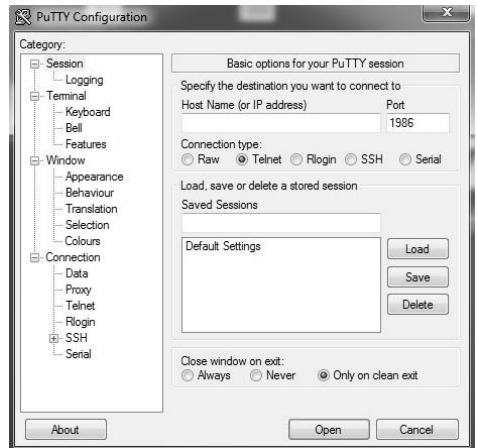 PuTTY Configuration
Category:
Session
Logging
Terminal
Keyboard
Bell
Features
Window
Appearance
Behaviour
Translation
Selection
Colours
Connection
Data
Proxy
Telnet
Rlogin
SSH
Serial
Basic options for your PuTTY session
Specify the destination you want to connect to
Host Name (or IP address) Port
1986
Connection type:
Raw Telnet Rlogin SSH Serial
Load, save or delete a stored session
Saved Sessions
Default Settings
Load
Save
Delete
Close window on exit:
Always Never Only on clean exit
About Open Cancel